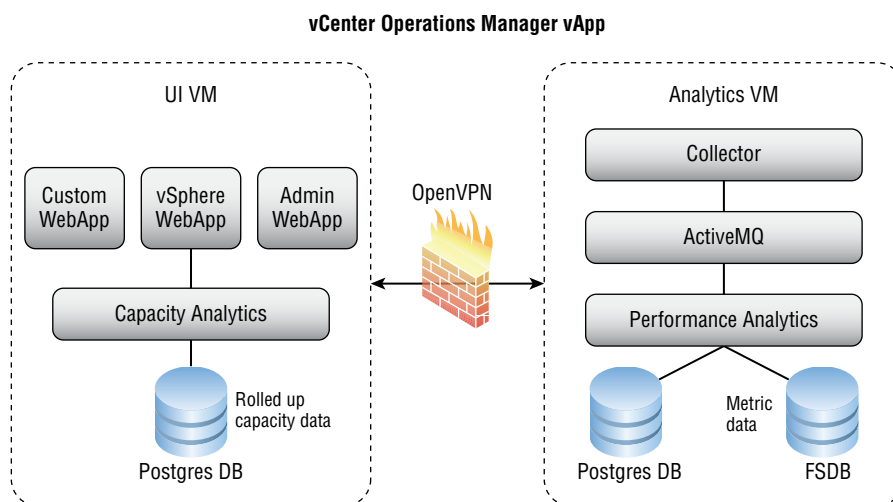 vCenter Operations Manager vApp
UI VM
Custom
WebApp
vSphere
WebApp
Admin
WebApp
Capacity Analytics
Rolled up
capacity data
Postgres DB
OpenVPN
Analytics VM
Collector
ActiveMQ
Performance Analytics
Metric
data
Postgres DB
FSDB